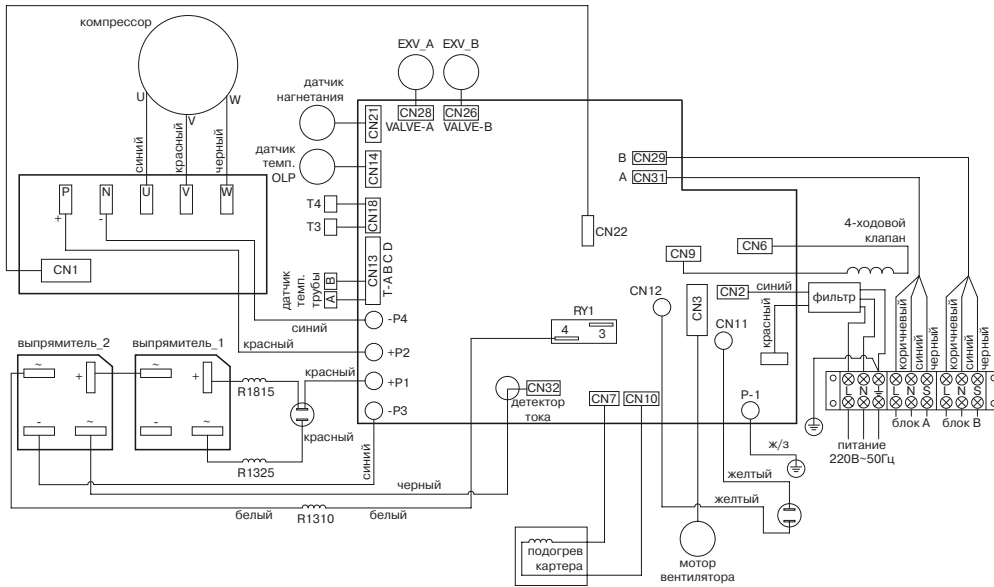 компрессор
U
V
W
синий
красный
черный
P
N
U
V
W
+
-
CN1
EXV_A
EXV_B
CN28
CN26
VALVE-A
VALVE-B
датчик
нагнетания
CN21
датчик
темп.
OLP
CN14
T4
T3
CN18
датчик
темп.
трубы
B
A
CN13
T-ABCD
-P4
синий
+P2
красный
+P1
красный
-P3
синий
B
CN29
A
CN31
CN22
4-ходовой
клапан
CN6
CN9
CN2
синий
фильтр
CN3
CN12
CN11
красный
RY1
4
3
коричневый
синий
черный
коричневый
синий
черный
выпрямитель_2
~
+
-
~
выпрямитель_1
~
+
-
~
R1815
красный
R1325
CN32
детектор
тока
CN7
CN10
P-1
L
N
L
N
S
L
N
S
блок A
блок B
питание
220В~50Гц
ж/з
желтый
желтый
черный
белый
R1310
белый
подогрев
картера
мотор
вентилятора